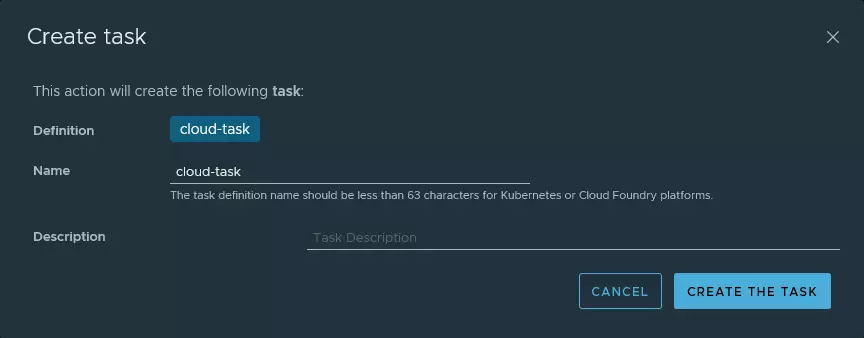 Create task
This action will create the following task:
Definition
cloud-task
Name
cloud-task
The task definition name should be less than 63 characters for Kubernetes or Cloud Foundry platforms.
Description
Task Description
CANCEL
CREATE THE TASK